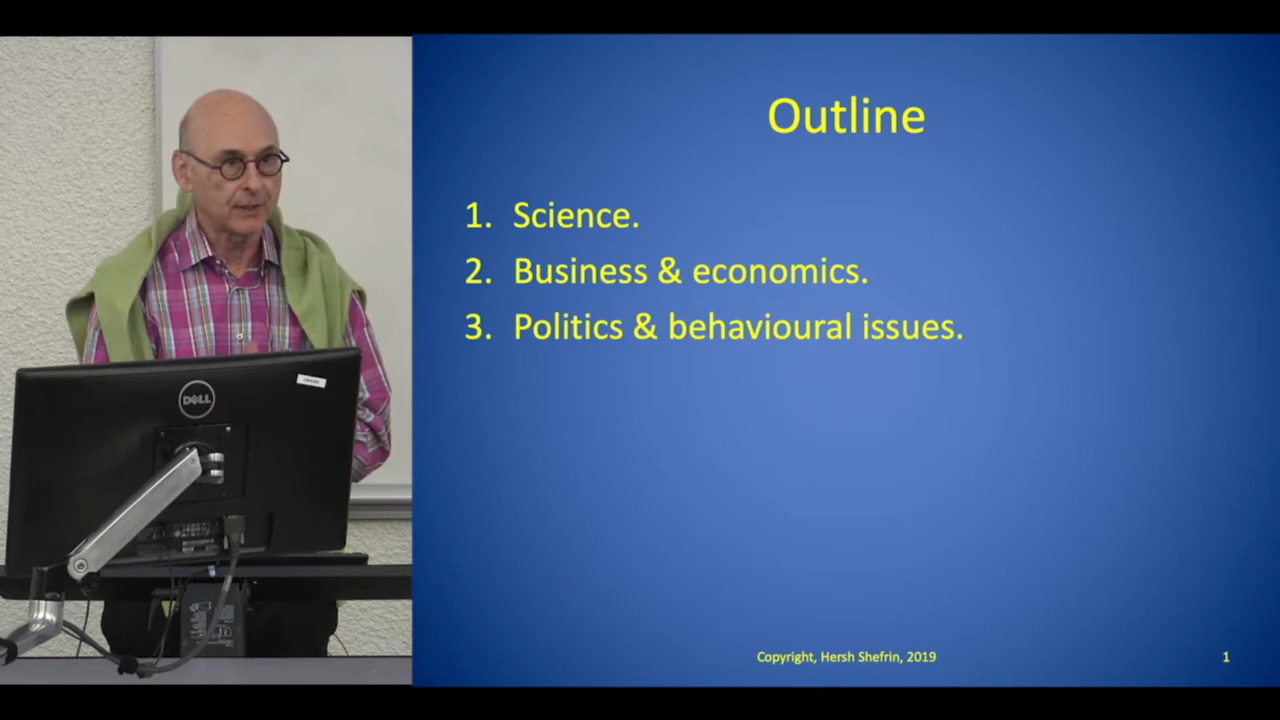 Outline
1. Science.
2. Business & economics.
3. Politics & behavioural issues.
DELL
Copyright, Hersh Shefrin, 2019
1